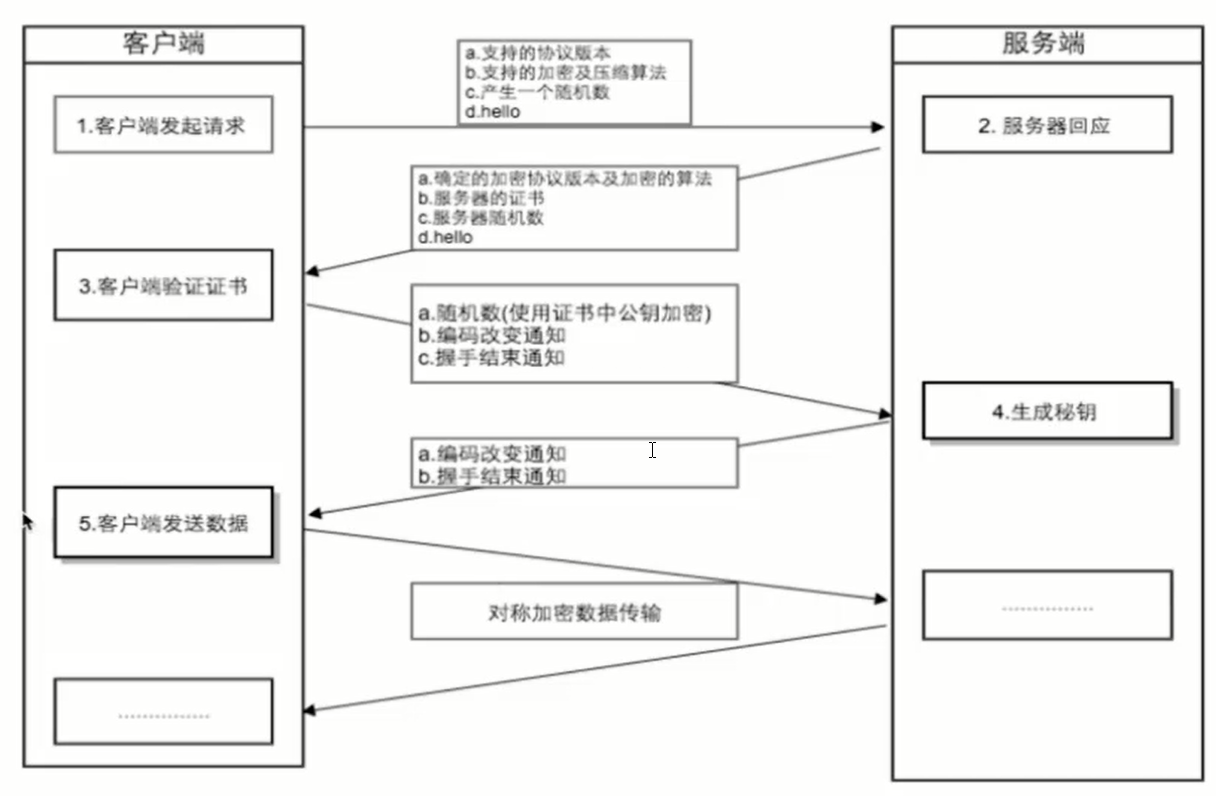 客户端
服务端
a.支持的协议版本
b.支持的加密及压缩算法
c.产生一个随机数
d.hello
1.客户端发起请求
2. 服务器回应
a.确定的加密协议版本及加密的算法
b.服务器的证书
c.服务器随机数
d.hello
3.客户端验证证书
a.随机数(使用证书中公钥加密)
b.编码改变通知
c.握手结束通知
4.生成秘钥
a.编码改变通知
b.握手结束通知
5.客户端发送数据
对称加密数据传输
...............
...............